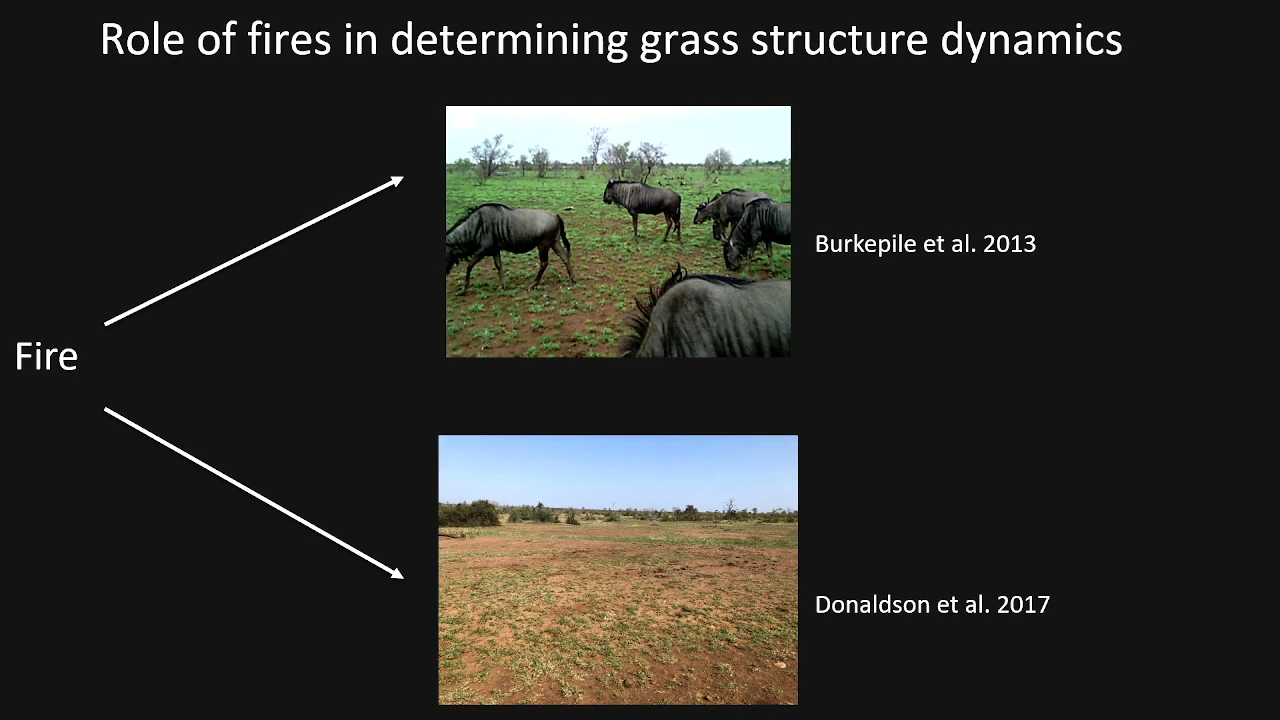 Role of fires in determining grass structure dynamics
Burkepile et al. 2013
Fire
Donaldson et al. 2017